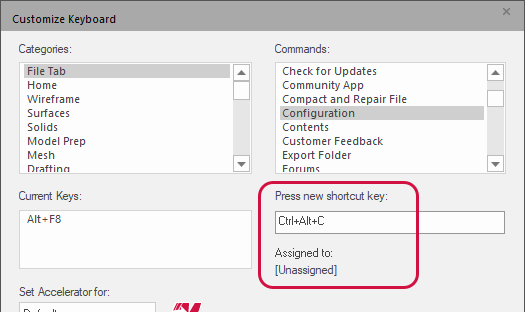 Customize Keyboard
Categories:
File Tab
Home
Wireframe
Surfaces
Solids
Model Prep
Mesh
Drafting
Commands:
Check for Updates
Community App
Compact and Repair File
Configuration
Contents
Customer Feedback
Export Folder
Forums
Current Keys:
Alt+F8
Press new shortcut key:
Ctrl+Alt+C
Assigned to:
[Unassigned]
Set Accelerator for:
Default